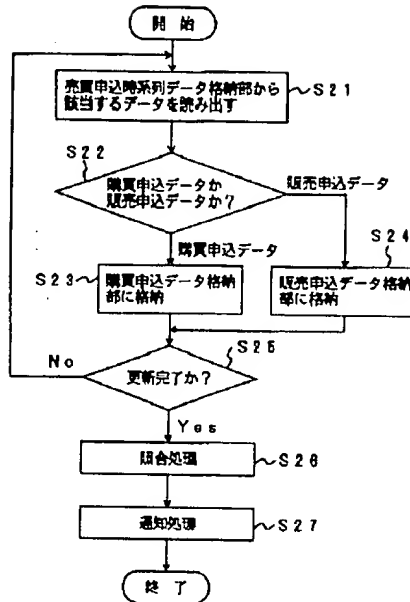 開 始
売買申込時系列データ格納部から
該当するデータを読み出す
S21
S22
購買申込データか
販売申込データか？
販売申込データ
購買申込データ
S23
購買申込データ格納
部に格納
S24
販売申込データ格納
部に格納
S25
更新完了か？
No
Yes
照合処理
S26
通知処理
S27
終 了